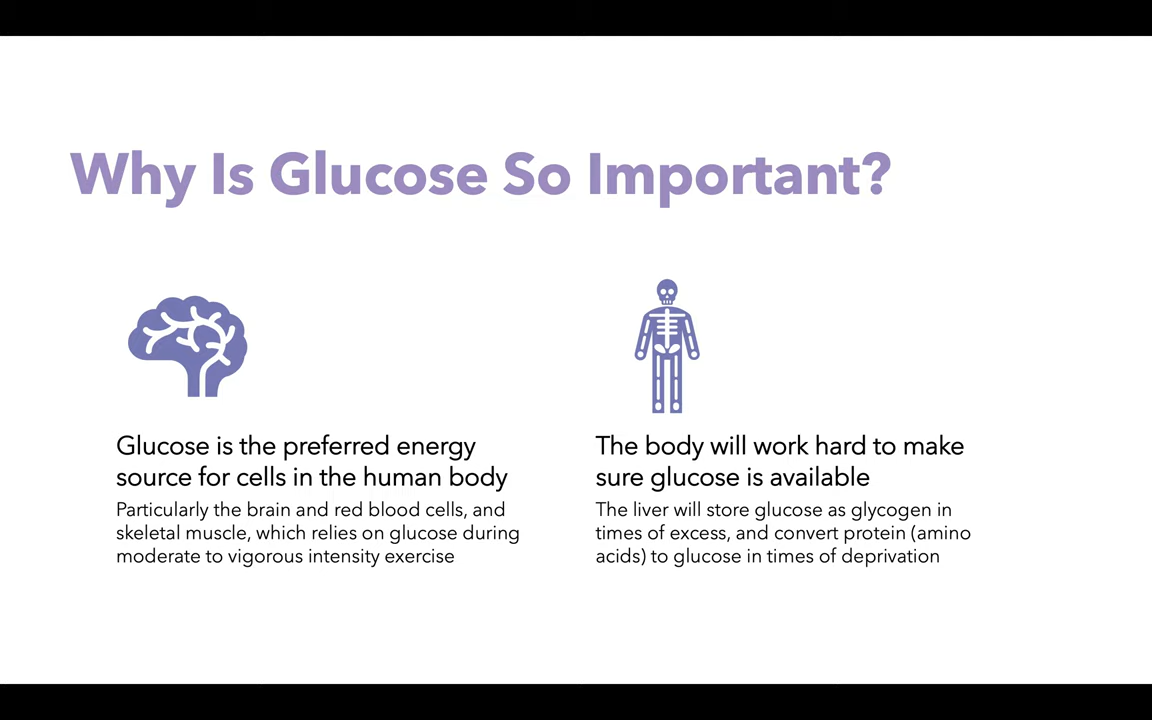 Why Is Glucose So Important?
Glucose is the preferred energy
source for cells in the human body
Particularly the brain and red blood cells, and
skeletal muscle, which relies on glucose during
moderate to vigorous intensity exercise
The body will work hard to make
sure glucose is available
The liver will store glucose as glycogen in
times of excess, and convert protein (amino
acids) to glucose in times of deprivation